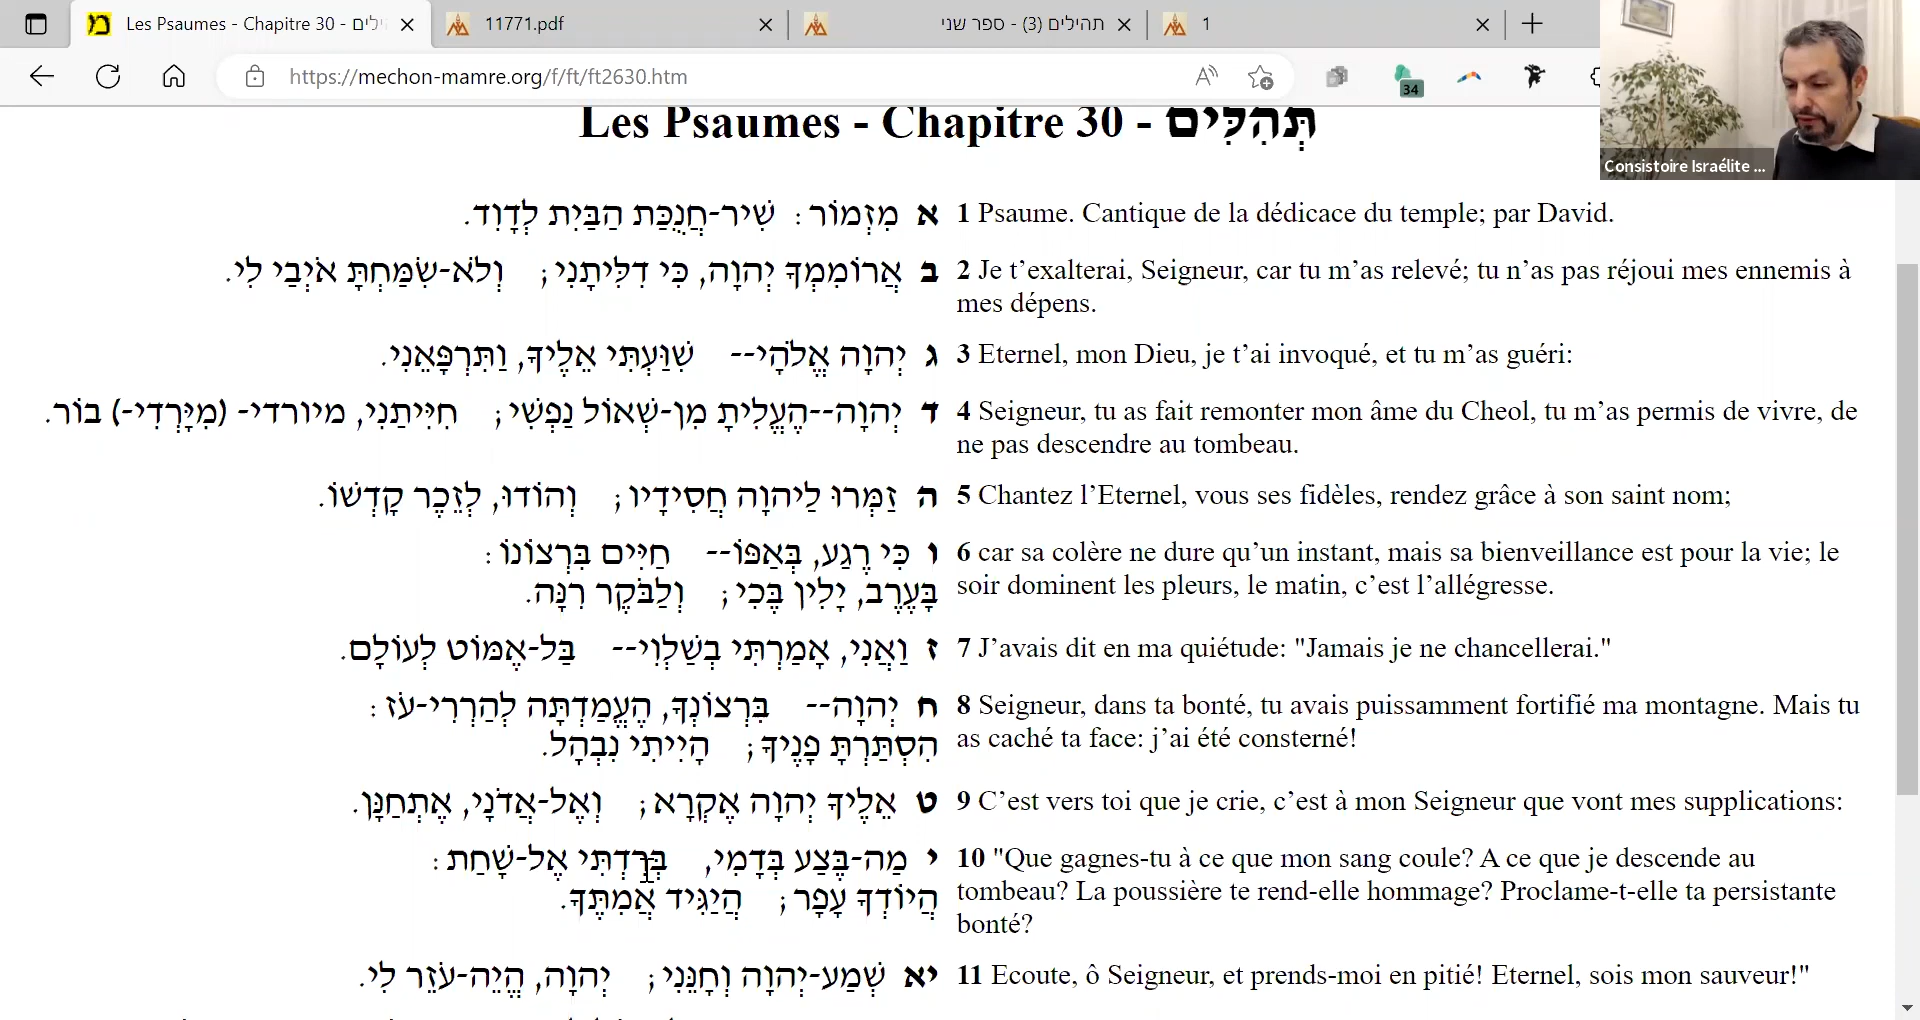 Les Psaumes - Chapitre 30 - תהילים
11771.pdf
תהילים (3) - ספר שני
1
https://mechon-mamre.org/f/ft/ft2630.htm
34
Consistoire Israélite ...
Les Psaumes - Chapitre 30 - תְּהִלִּים
א מִזְמוֹר: שִׁיר-חֲנֻכַּת הַבַּיִת לְדָוִד.
1 Psaume. Cantique de la dédicace du temple; par David.
ב אֲרוֹמִמְךָ יְהוָה, כִּי דִלִּיתָנִי; וְלֹא-שִׂמַּחְתָּ אֹיְבַי לִי.
2 Je t’exalterai, Seigneur, car tu m’as relevé; tu n’as pas réjoui mes ennemis à
mes dépens.
ג יְהוָה אֱלֹהָי-- שִׁוַּעְתִּי אֵלֶיךָ, וַתִּרְפָּאֵנִי.
3 Eternel, mon Dieu, je t’ai invoqué, et tu m’as guéri:
ד יְהוָה--הֶעֱלִיתָ מִן-שְׁאוֹל נַפְשִׁי; חִיִּיתַנִי, מיורדי- (מִיָּרְדִי-) בוֹר.
4 Seigneur, tu as fait remonter mon âme du Cheol, tu m’as permis de vivre, de
ne pas descendre au tombeau.
ה זַמְּרוּ לַיהוָה חֲסִידָיו; וְהוֹדוּ, לְזֵכֶר קָדְשׁוֹ.
5 Chantez l’Eternel, vous ses fidèles, rendez grâce à son saint nom;
ו כִּי רֶגַע, בְּאַפּוֹ-- חַיִּים בִּרְצוֹנוֹ:
בָּעֶרֶב, יָלִין בֶּכִי; וְלַבֹּקֶר רִנָּה.
6 car sa colère ne dure qu’un instant, mais sa bienveillance est pour la vie; le
soir dominent les pleurs, le matin, c’est l’allégresse.
ז וַאֲנִי, אָמַרְתִּי בְשַׁלְוִי-- בַּל-אֶמּוֹט לְעוֹלָם.
7 J’avais dit en ma quiétude: "Jamais je ne chancellerai."
ח יְהוָה-- בִּרְצוֹנְךָ, הֶעֱמַדְתָּה לְהַרְרִי-עֹז:
הִסְתַּרְתָּ פָנֶיךָ; הָיִיתִי נִבְהָל.
8 Seigneur, dans ta bonté, tu avais puissamment fortifié ma montagne. Mais tu
as caché ta face: j’ai été consterné!
ט אֵלֶיךָ יְהוָה אֶקְרָא; וְאֶל-אֲדֹנָי, אֶתְחַנָּן.
9 C’est vers toi que je crie, c’est à mon Seigneur que vont mes supplications:
י מַה-בֶּצַע בְּדָמִי, בְּרִדְתִּי אֶל-שָׁחַת:
הֲיוֹדְךָ עָפָר; הֲיַגִּיד אֲמִתֶּךָ.
10 "Que gagnes-tu à ce que mon sang coule? A ce que je descende au
tombeau? La poussière te rend-elle hommage? Proclame-t-elle ta persistante
bonté?
יא שְׁמַע-יְהוָה וְחָנֵּנִי; יְהוָה, הֱיֵה-עֹזֵר לִי.
11 Ecoute, ô Seigneur, et prends-moi en pitié! Eternel, sois mon sauveur!"